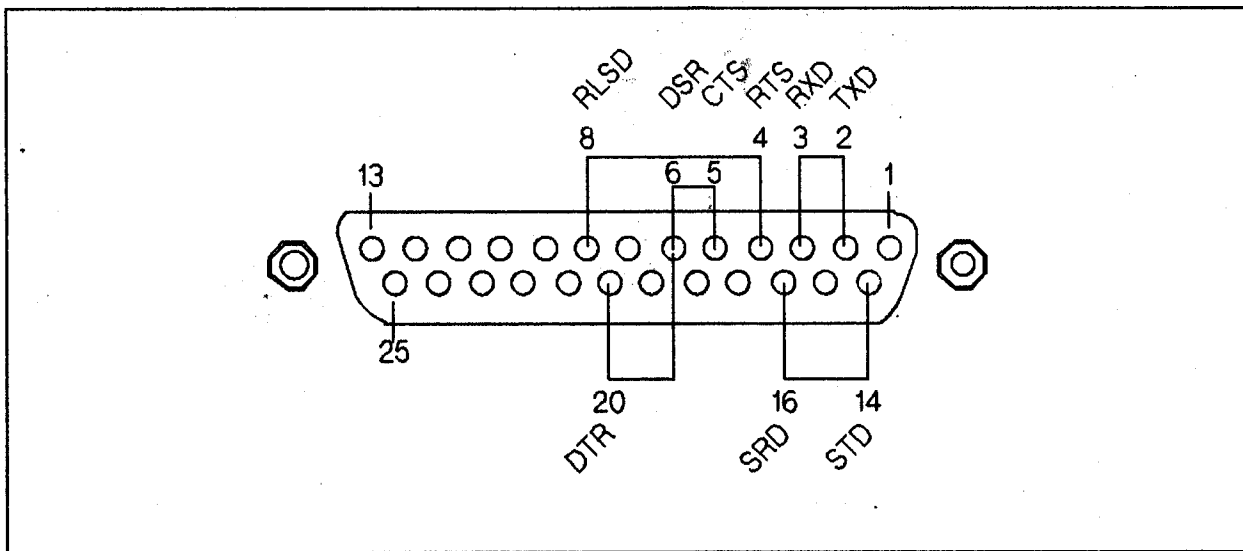 RLSD DSR CTS RTS RXD TXD
8 4 3 2
13 6 5 1
25
20 16 14
DTR SRD STD